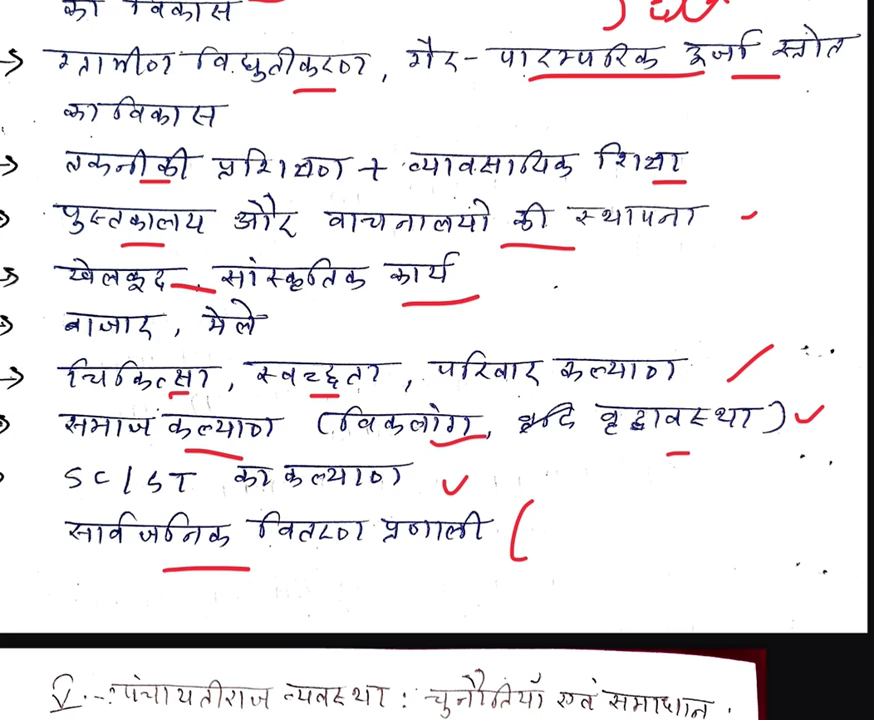 का विकास
→ ग्रामीण विद्युतीकरण, गैर-पारम्परिक ऊर्जा स्त्रोत
का विकास
→ तकनीकी प्रशिक्षण + व्यावसायिक शिक्षा
पुस्तकालय और वाचनालयो की स्थापना
→ खेलकूद, सांस्कृतिक कार्य
बाजार, मेले
→ चिकित्सा, स्वच्छता, परिवार कल्याण
समाज कल्याण (विकलांग, वृद्धावस्था)
SC/ST का कल्याण
सार्वजनिक वितरण प्रणाली (
V.-: पंचायतीराज व्यवस्था: चुनौतियाँ एवं समाधान.